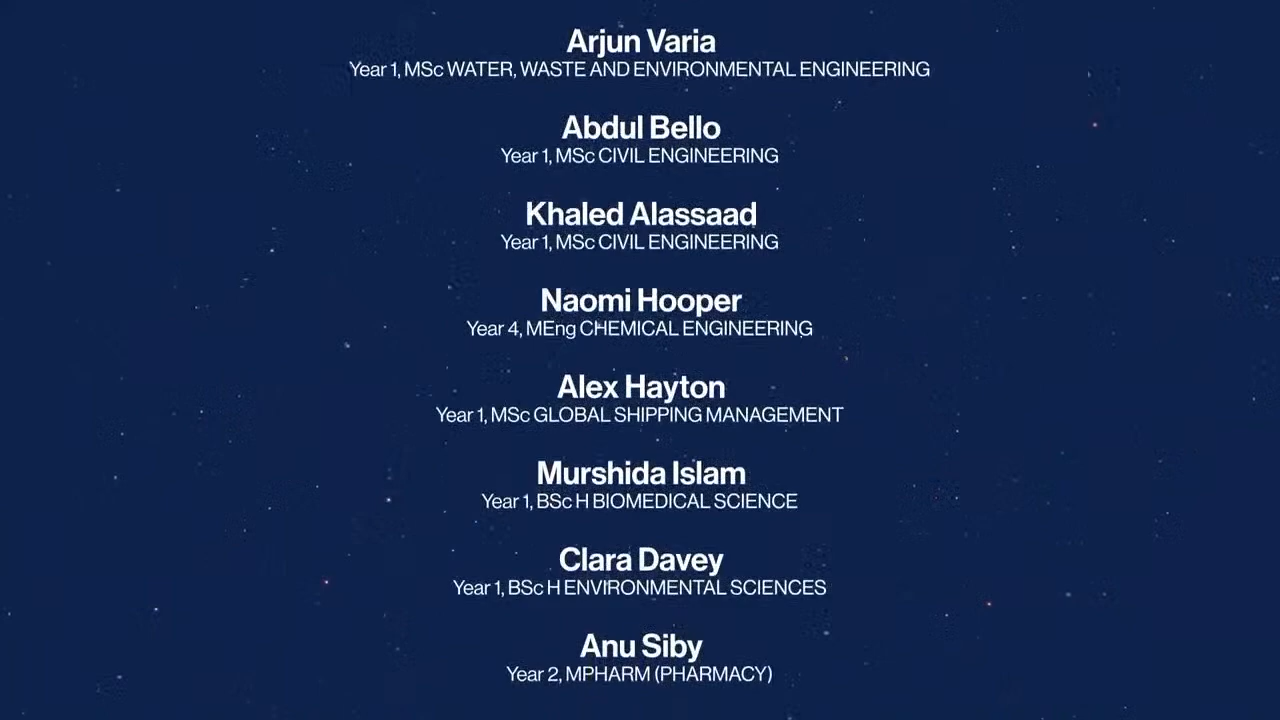 Arjun Varia
Year 1, MSc WATER, WASTE AND ENVIRONMENTAL ENGINEERING
Abdul Bello
Year 1, MSc CIVIL ENGINEERING
Khaled Alassaad
Year 1, MSc CIVIL ENGINEERING
Naomi Hooper
Year 4, MEng CHEMICAL ENGINEERING
Alex Hayton
Year 1, MSc GLOBAL SHIPPING MANAGEMENT
Murshida Islam
Year 1, BSc H BIOMEDICAL SCIENCE
Clara Davey
Year 1, BSc H ENVIRONMENTAL SCIENCES
Anu Siby
Year 2, MPHARM (PHARMACY)